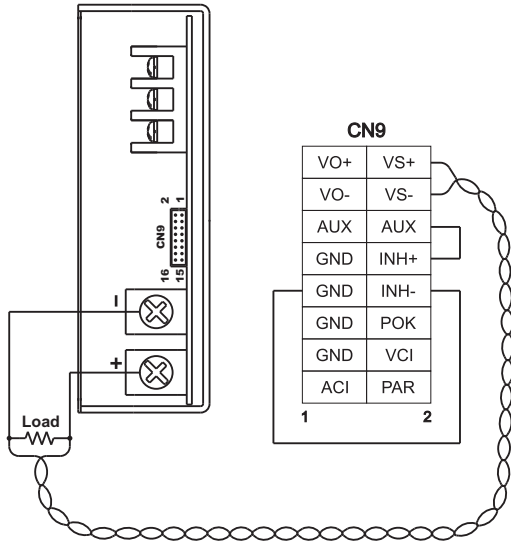 2 1
CN9
16 15
-
+
Load
CN9
VO+ VS+
VO- VS-
AUX AUX
GND INH+
GND INH-
GND POK
GND VCI
ACI PAR
1 2